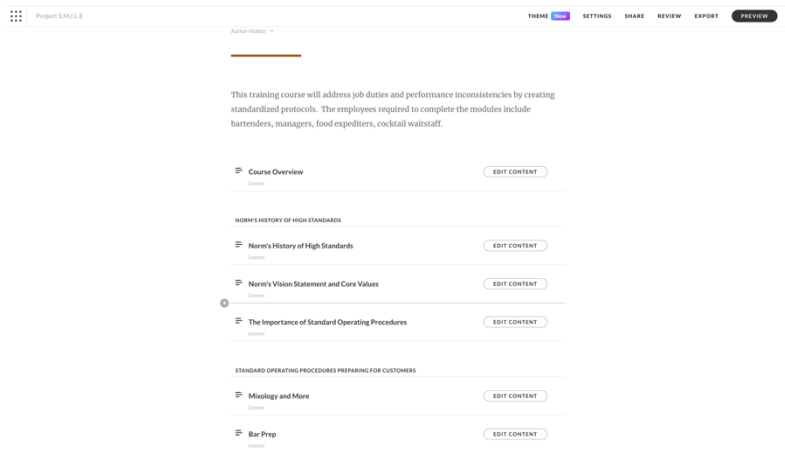 Project S.M.I.L.E
THEME New SETTINGS SHARE REVIEW EXPORT PREVIEW
Author Hidden
This training course will address job duties and performance inconsistencies by creating
standardized protocols. The employees required to complete the modules include
bartenders, managers, food expediters, cocktail waitstaff.
Course Overview EDIT CONTENT
Lesson
NORM'S HISTORY OF HIGH STANDARDS
Norm's History of High Standards EDIT CONTENT
Lesson
Norm's Vision Statement and Core Values EDIT CONTENT
Lesson
The Importance of Standard Operating Procedures EDIT CONTENT
Lesson
STANDARD OPERATING PROCEDURES PREPARING FOR CUSTOMERS
Mixology and More EDIT CONTENT
Lesson
Bar Prep EDIT CONTENT
Lesson